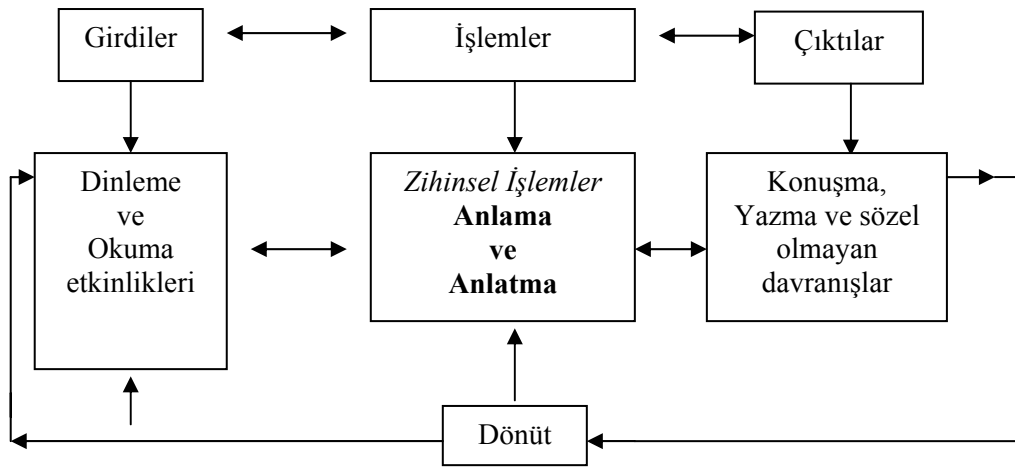 Girdiler
İşlemler
Çıktılar
Dinleme
ve
Okuma
etkinlikleri
Zihinsel İşlemler
Anlama
ve
Anlatma
Konuşma,
Yazma ve sözel
olmayan
davranışlar
Dönüt